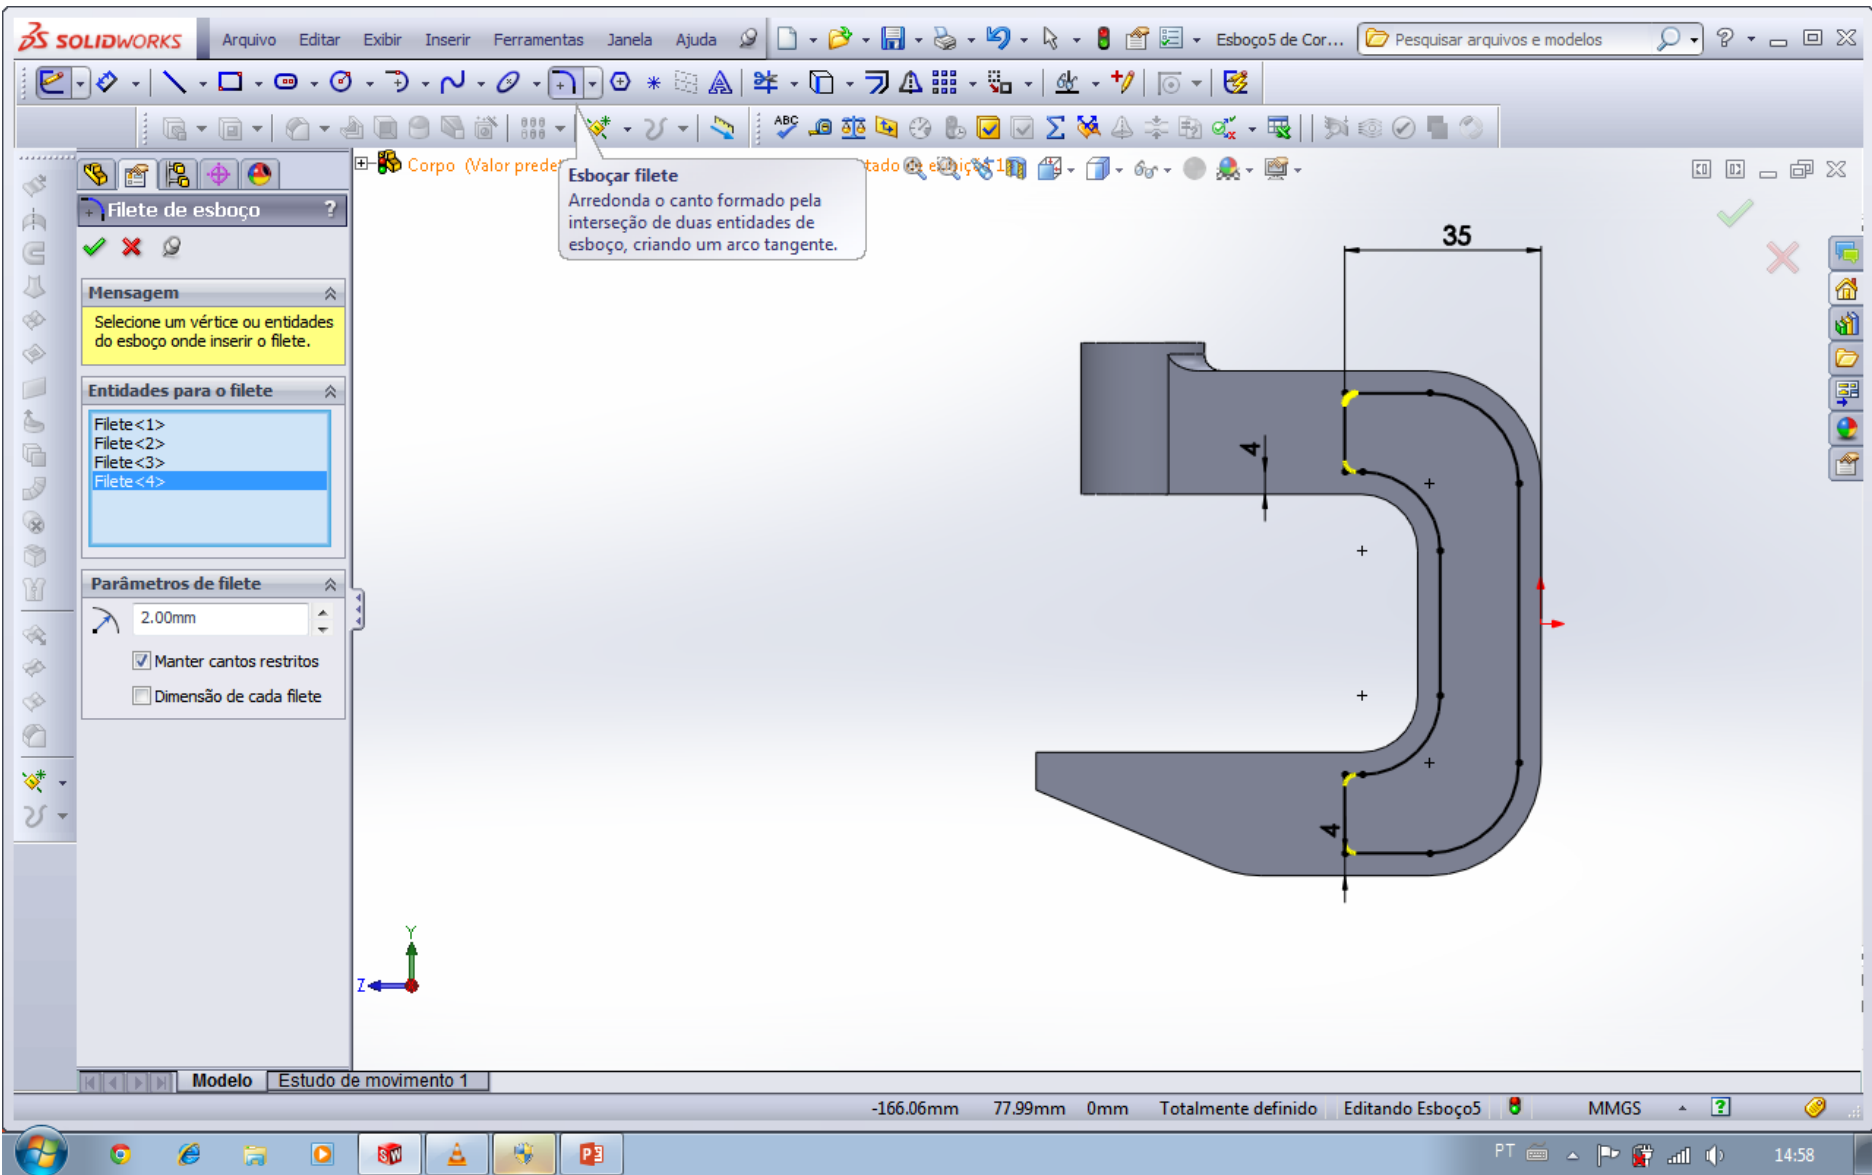 SOLIDWORKS Arquivo Editar Exibir Inserir Ferramentas Janela Ajuda Esboço5 de Cor... Pesquisar arquivos e modelos
ABC
Corpo (Valor prede
tado
Esboçar filete
Arredonda o canto formado pela
interseção de duas entidades de
esboço, criando um arco tangente.
Filete de esboço ?
Mensagem
Selecione um vértice ou entidades
do esboço onde inserir o filete.
Entidades para o filete
Filete<1>
Filete<2>
Filete<3>
Filete<4>
Parâmetros de filete
2.00mm
Manter cantos restritos
Dimensão de cada filete
35
4
4
Y
Z
Modelo Estudo de movimento 1
-166.06mm 77.99mm 0mm Totalmente definido Editando Esboço5 MMGS
PT 14:58